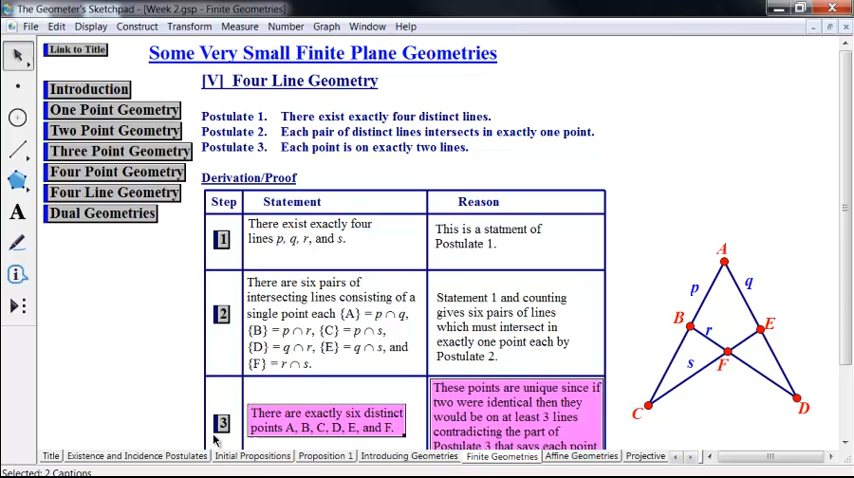 The Geometer's Sketchpad - [Week 2.gsp - Finite Geometries]
File Edit Display Construct Transform Measure Number Graph Window Help
Link to Title
Some Very Small Finite Plane Geometries
[V] Four Line Geometry
Introduction
One Point Geometry
Two Point Geometry
Three Point Geometry
Four Point Geometry
Four Line Geometry
Dual Geometries
Postulate 1. There exist exactly four distinct lines.
Postulate 2. Each pair of distinct lines intersects in exactly one point.
Postulate 3. Each point is on exactly two lines.
Derivation/Proof
Step Statement Reason
1
There exist exactly four
lines p, q, r, and s.
This is a statment of
Postulate 1.
2
There are six pairs of
intersecting lines consisting of a
single point each {A} = p ∩ q,
{B} = p ∩ r, {C} = p ∩ s,
{D} = q ∩ r, {E} = q ∩ s, and
{F} = r ∩ s.
Statement 1 and counting
gives six pairs of lines
which must intersect in
exactly one point each by
Postulate 2.
3
There are exactly six distinct
points A, B, C, D, E, and F.
These points are unique since if
two were identical then they
would be on at least 3 lines
contradicting the part of
Postulate 3 that says each point
A
p
q
B
r
E
s
F
C
D
A
Title Existence and Incidence Postulates Initial Propositions Proposition 1 Introducing Geometries Finite Geometries Affine Geometries Projective
Selected: 2 Captions